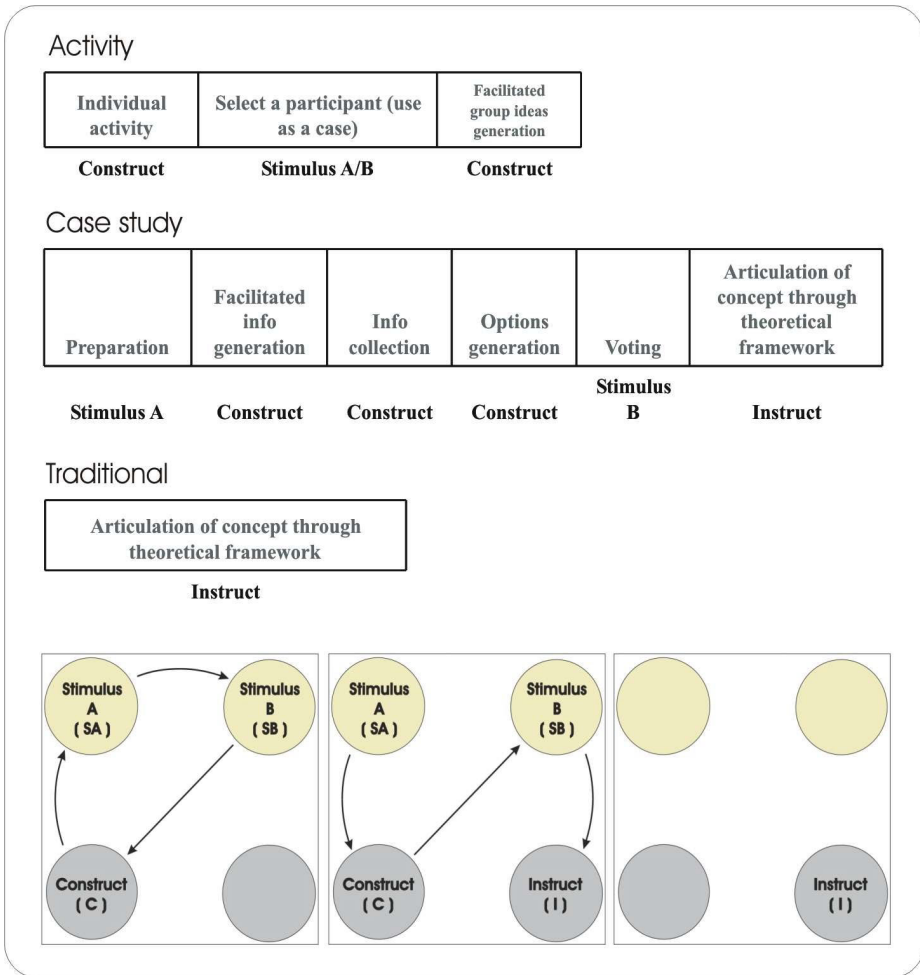 Activity
Individual
activity
Select a participant (use
as a case)
Facilitated
group ideas
generation
Construct
Stimulus A/B
Construct
Case study
Preparation
Facilitated
info
generation
Info
collection
Options
generation
Voting
Articulation of
concept through
theoretical
framework
Stimulus A
Construct
Construct
Construct
Stimulus
B
Instruct
Traditional
Articulation of concept through
theoretical framework
Instruct
Stimulus
A
( SA )
Stimulus
B
( SB )
Construct
( C )
Stimulus
A
( SA )
Stimulus
B
( SB )
Construct
( C )
Instruct
( I )
Instruct
( I )